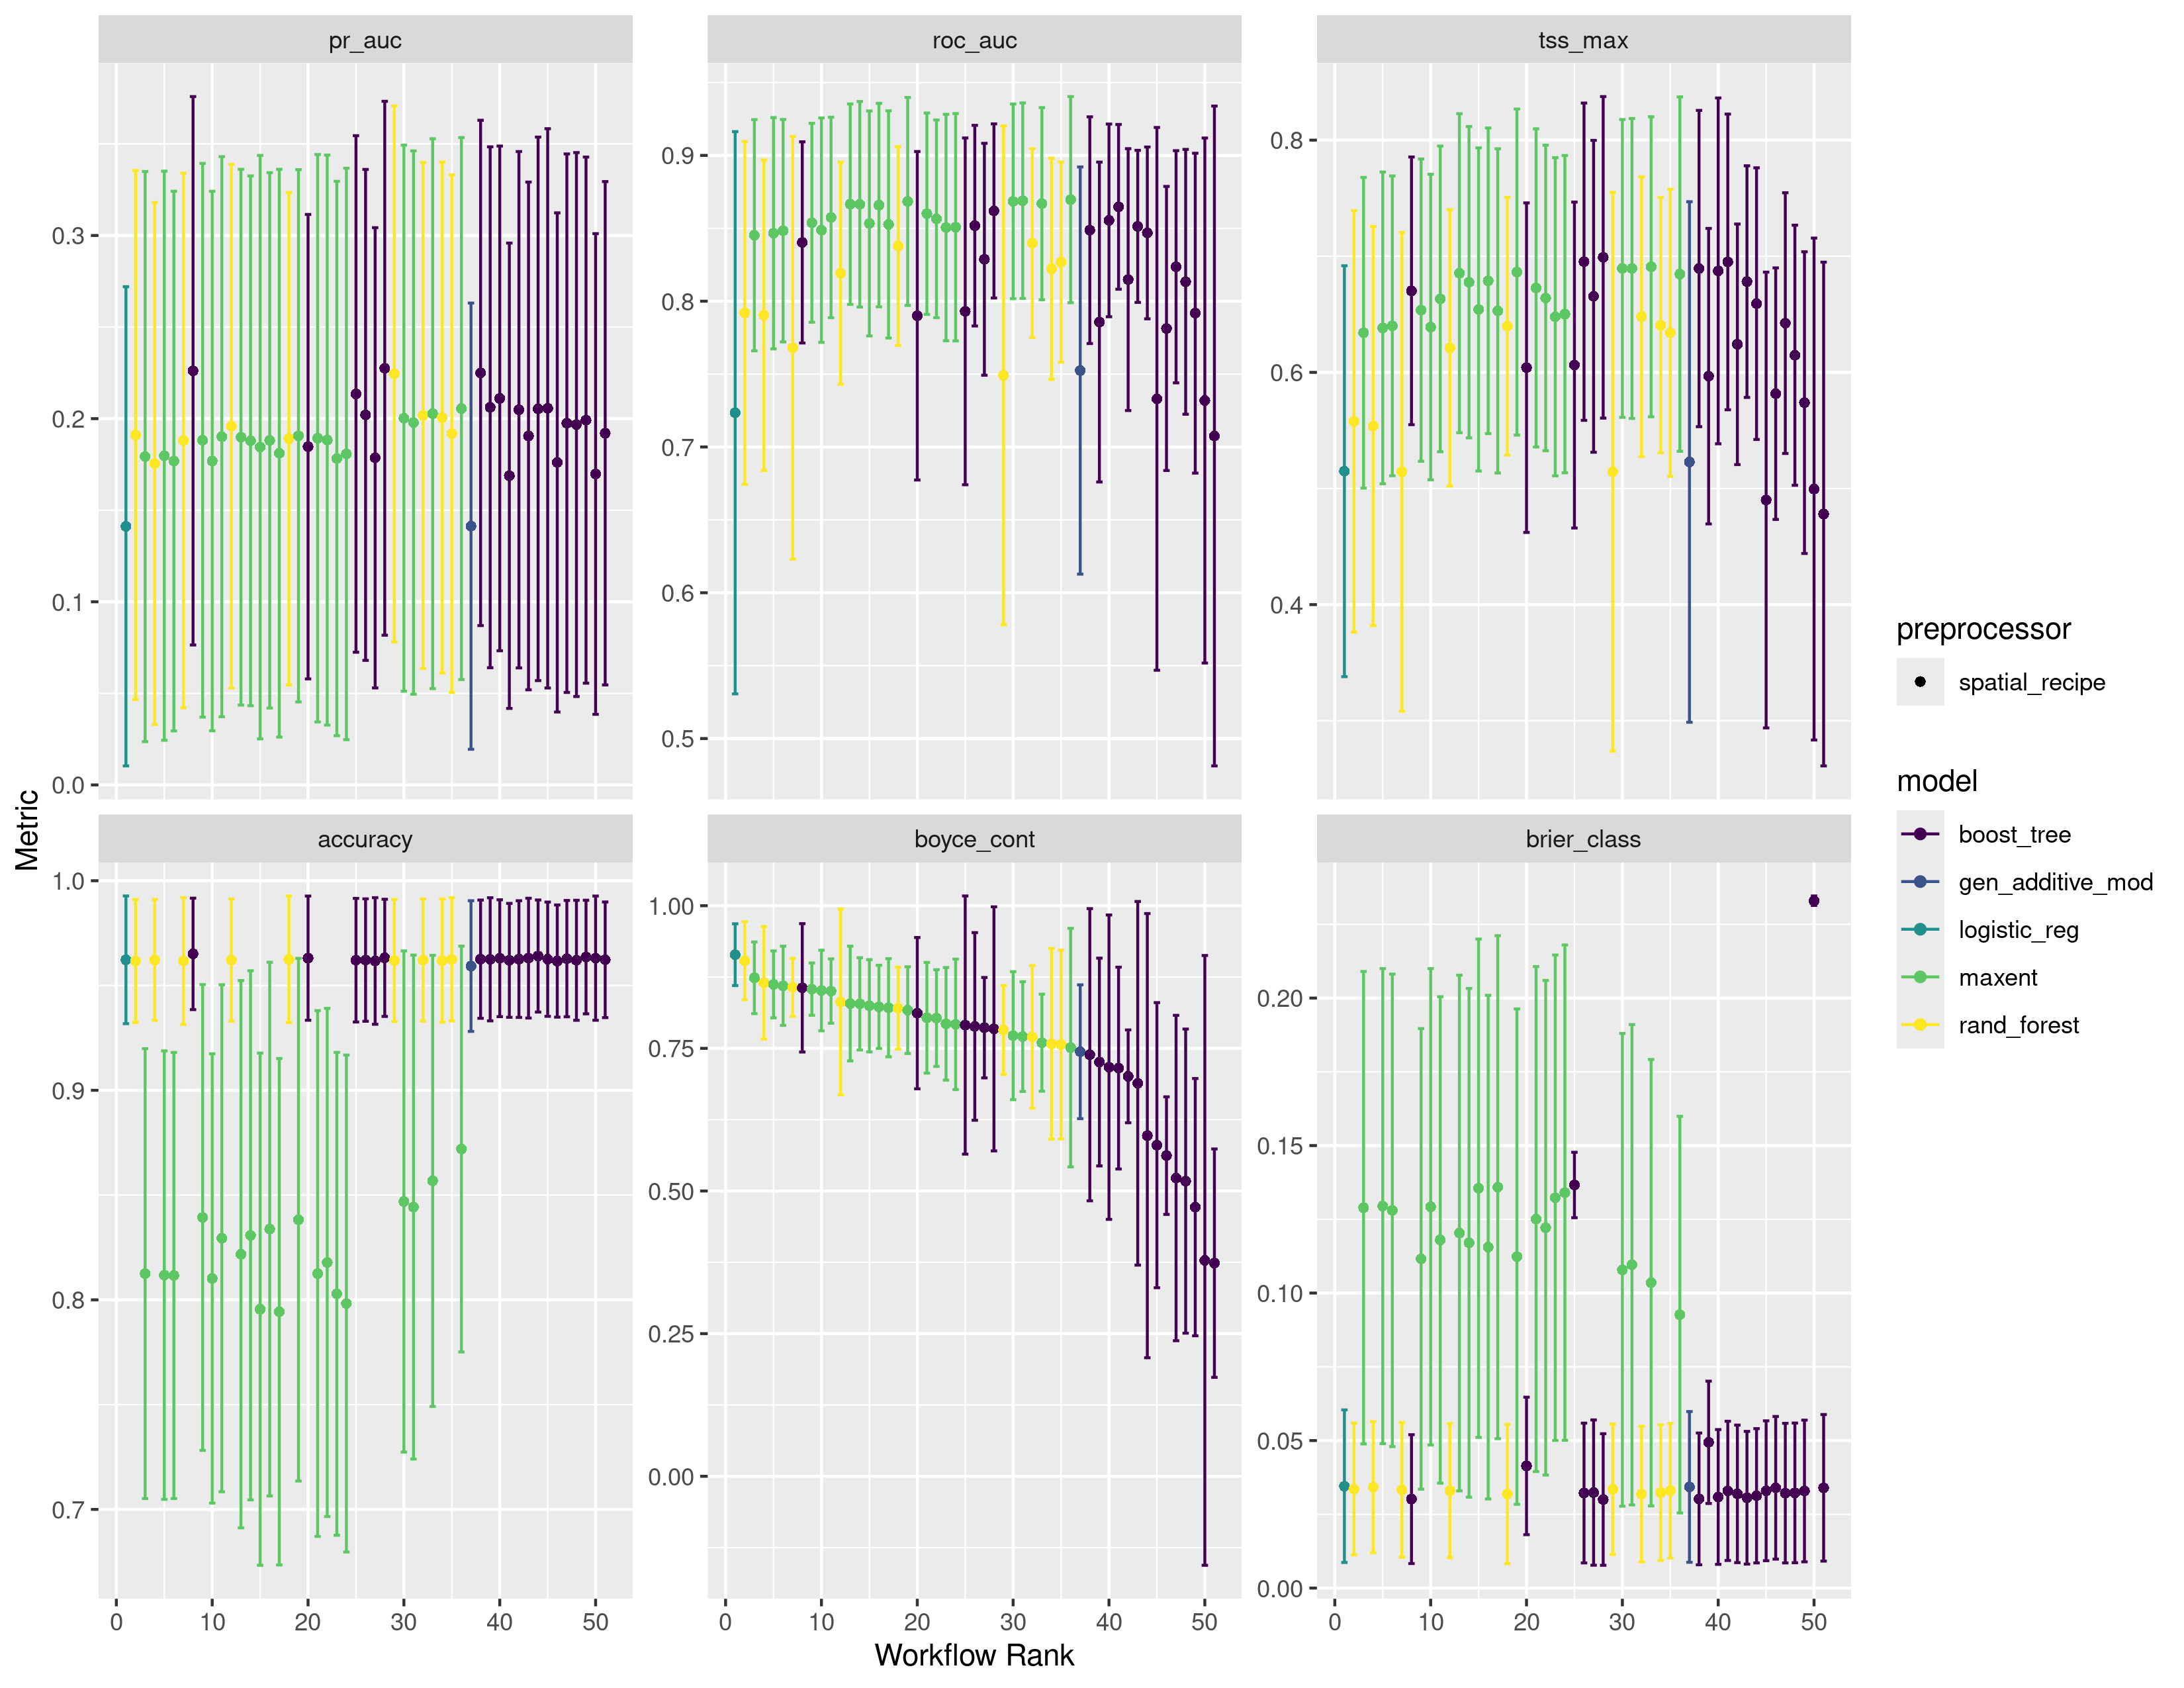 pr_auc
roc_auc
tss_max
0.3
0.2
0.1
0.0
0.9
0.8
0.7
0.6
0.5
0.8
0.6
0.4
Metric
accuracy
boyce_cont
brier_class
1.0
0.9
0.8
0.7
1.00
0.75
0.50
0.25
0.00
0.20
0.15
0.10
0.05
0.00
0 10 20 30 40 50
0 10 20 30 40 50
0 10 20 30 40 50
Workflow Rank
preprocessor
spatial_recipe
model
boost_tree
gen_additive_mod
logistic_reg
maxent
rand_forest